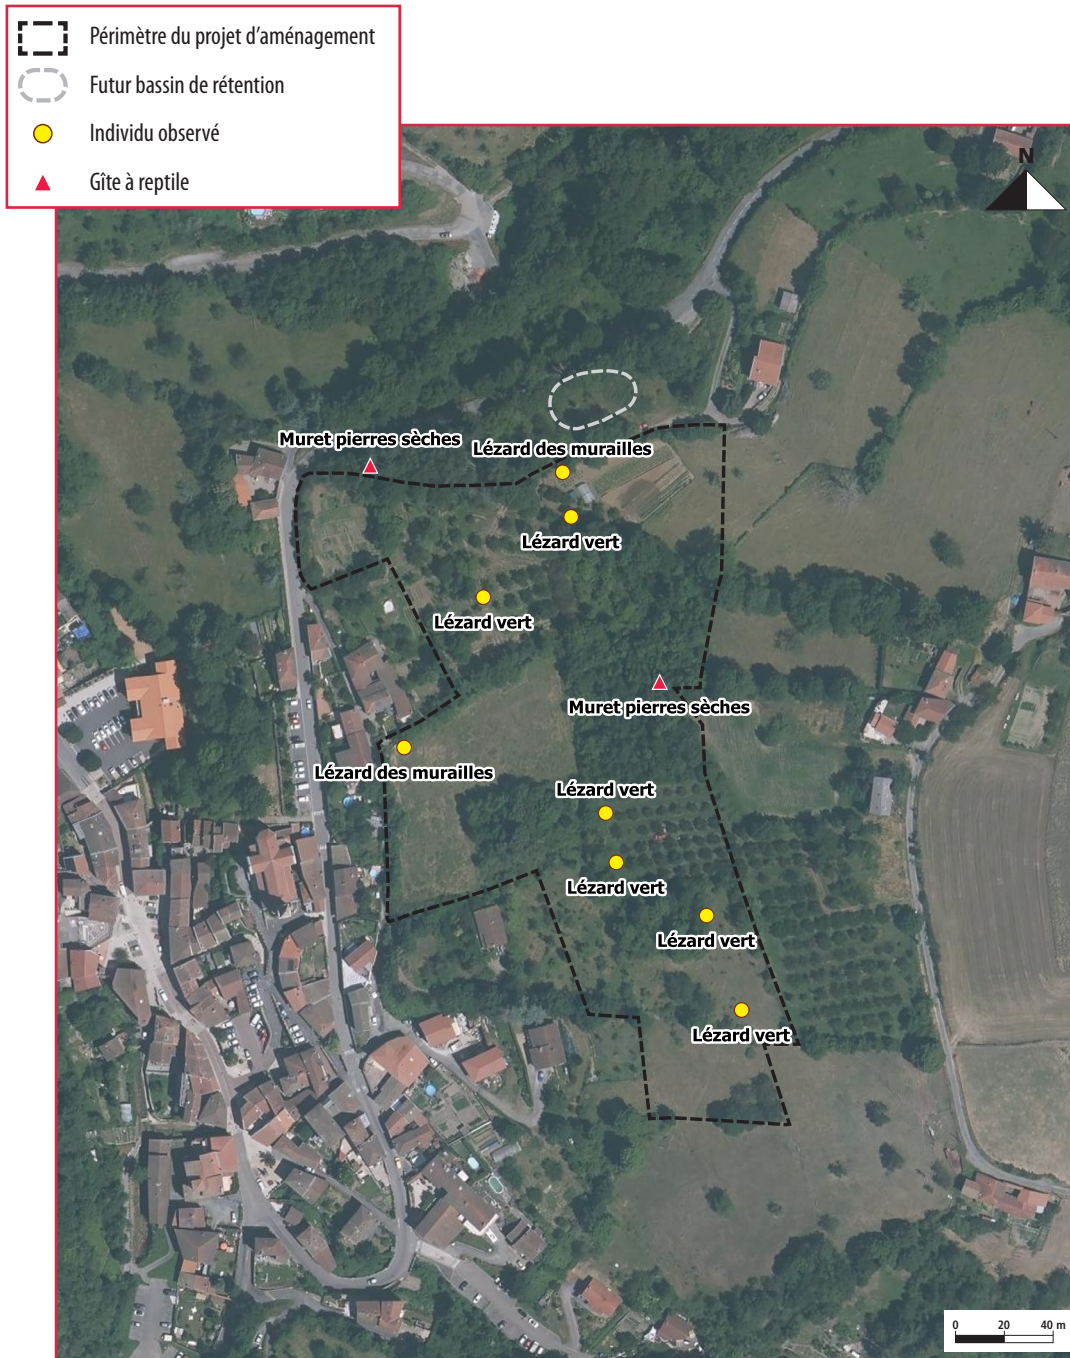 Périmètre du projet d'aménagement
Futur bassin de rétention
Individu observé
Gîte à reptile
N
Muret pierres sèches
Lézard des murailles
Lézard vert
Lézard vert
Muret pierres sèches
Lézard des murailles
Lézard vert
Lézard vert
Lézard vert
Lézard vert
0 20 40 m